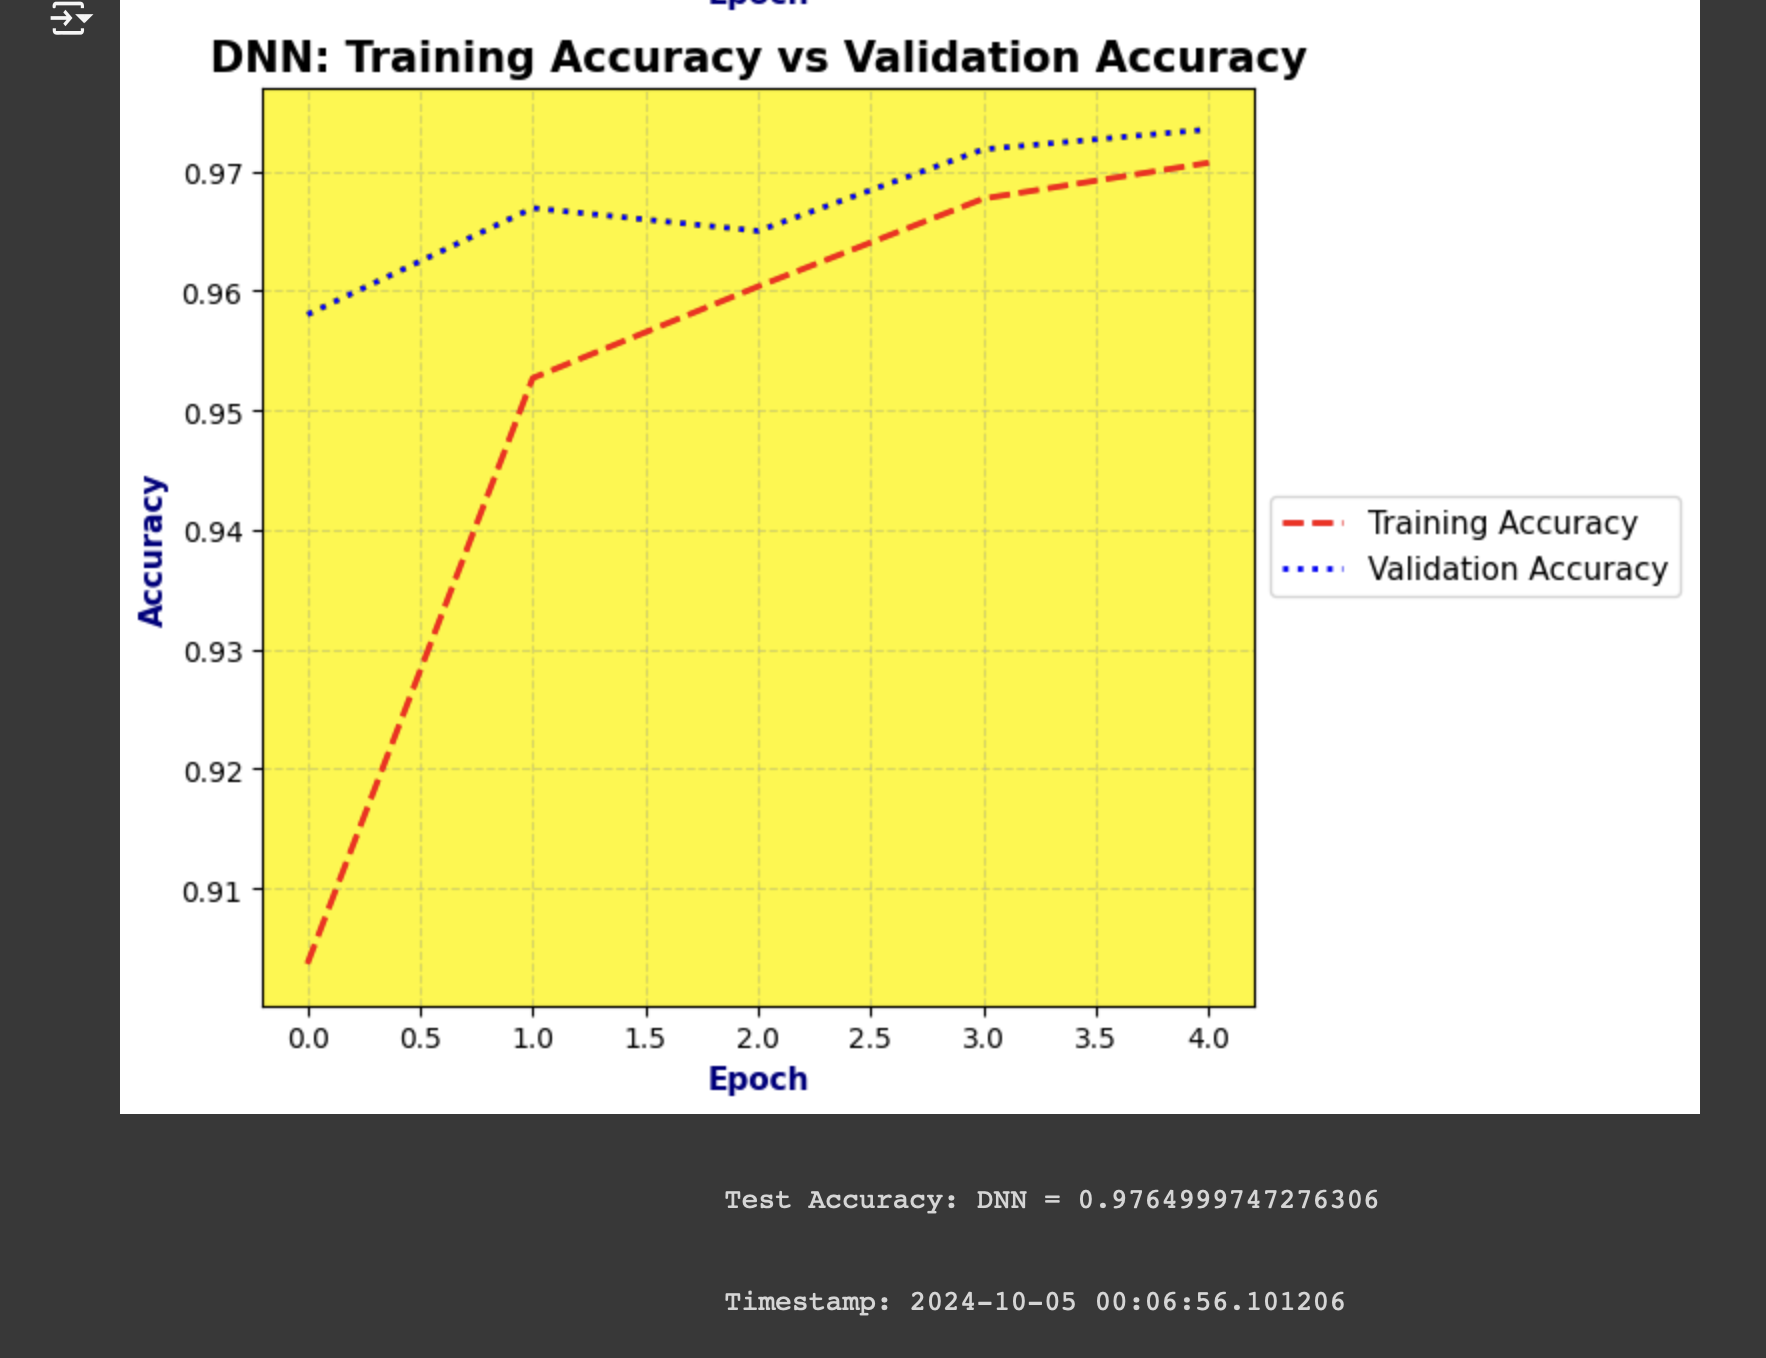 Epoch
DNN: Training Accuracy vs Validation Accuracy
0.97
0.96
0.95
0.94
0.93
0.92
0.91
Accuracy
Training Accuracy
Validation Accuracy
0.0 0.5 1.0 1.5 2.0 2.5 3.0 3.5 4.0
Epoch
Test Accuracy: DNN = 0.9764999747276306
Timestamp: 2024-10-05 00:06:56.101206